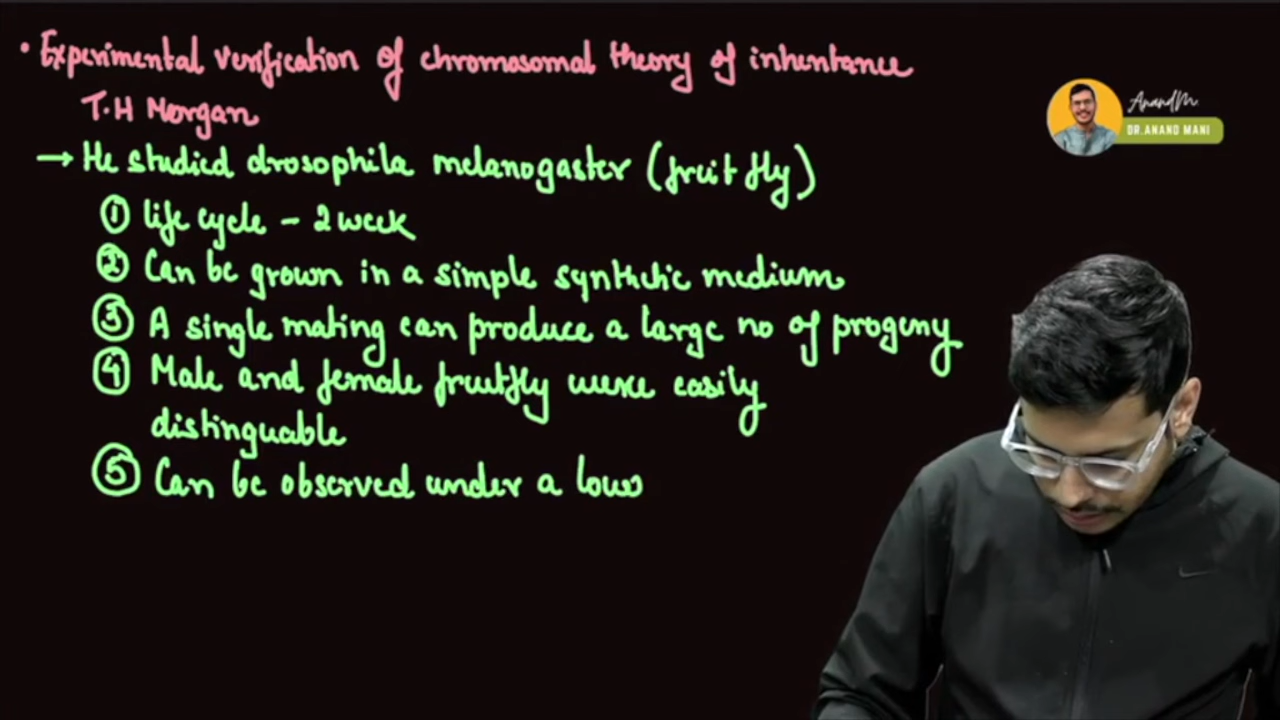 • Experimental verification of chromosomal theory of inheritance
T.H Morgan
→ He studied drosophila melanogaster (fruit fly)
① life cycle - 2 week
② Can be grown in a simple synthetic medium
③ A single mating can produce a large no of progeny
④ Male and female fruitfly were easily
distinguable
⑤ Can be observed under a low
AnandM.
DR.ANAND MANI